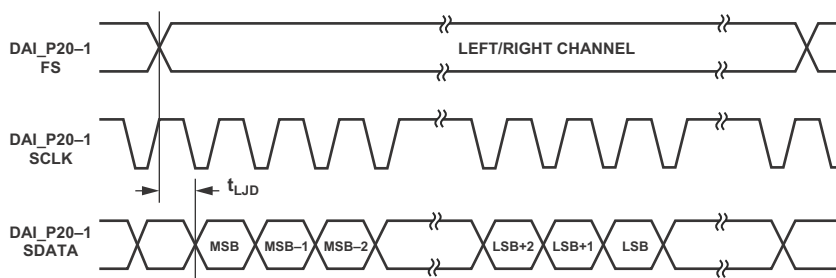 DAI_P20–1
FS
LEFT/RIGHT CHANNEL
DAI_P20–1
SCLK
tLJD
DAI_P20–1
SDATA
MSB MSB–1 MSB–2 LSB+2 LSB+1 LSB